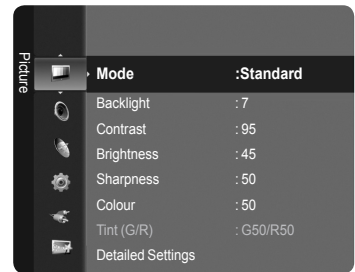 Picture
Mode :Standard
Backlight : 7
Contrast : 95
Brightness : 45
Sharpness : 50
Colour : 50
Tint (G/R) : G50/R50
Detailed Settings